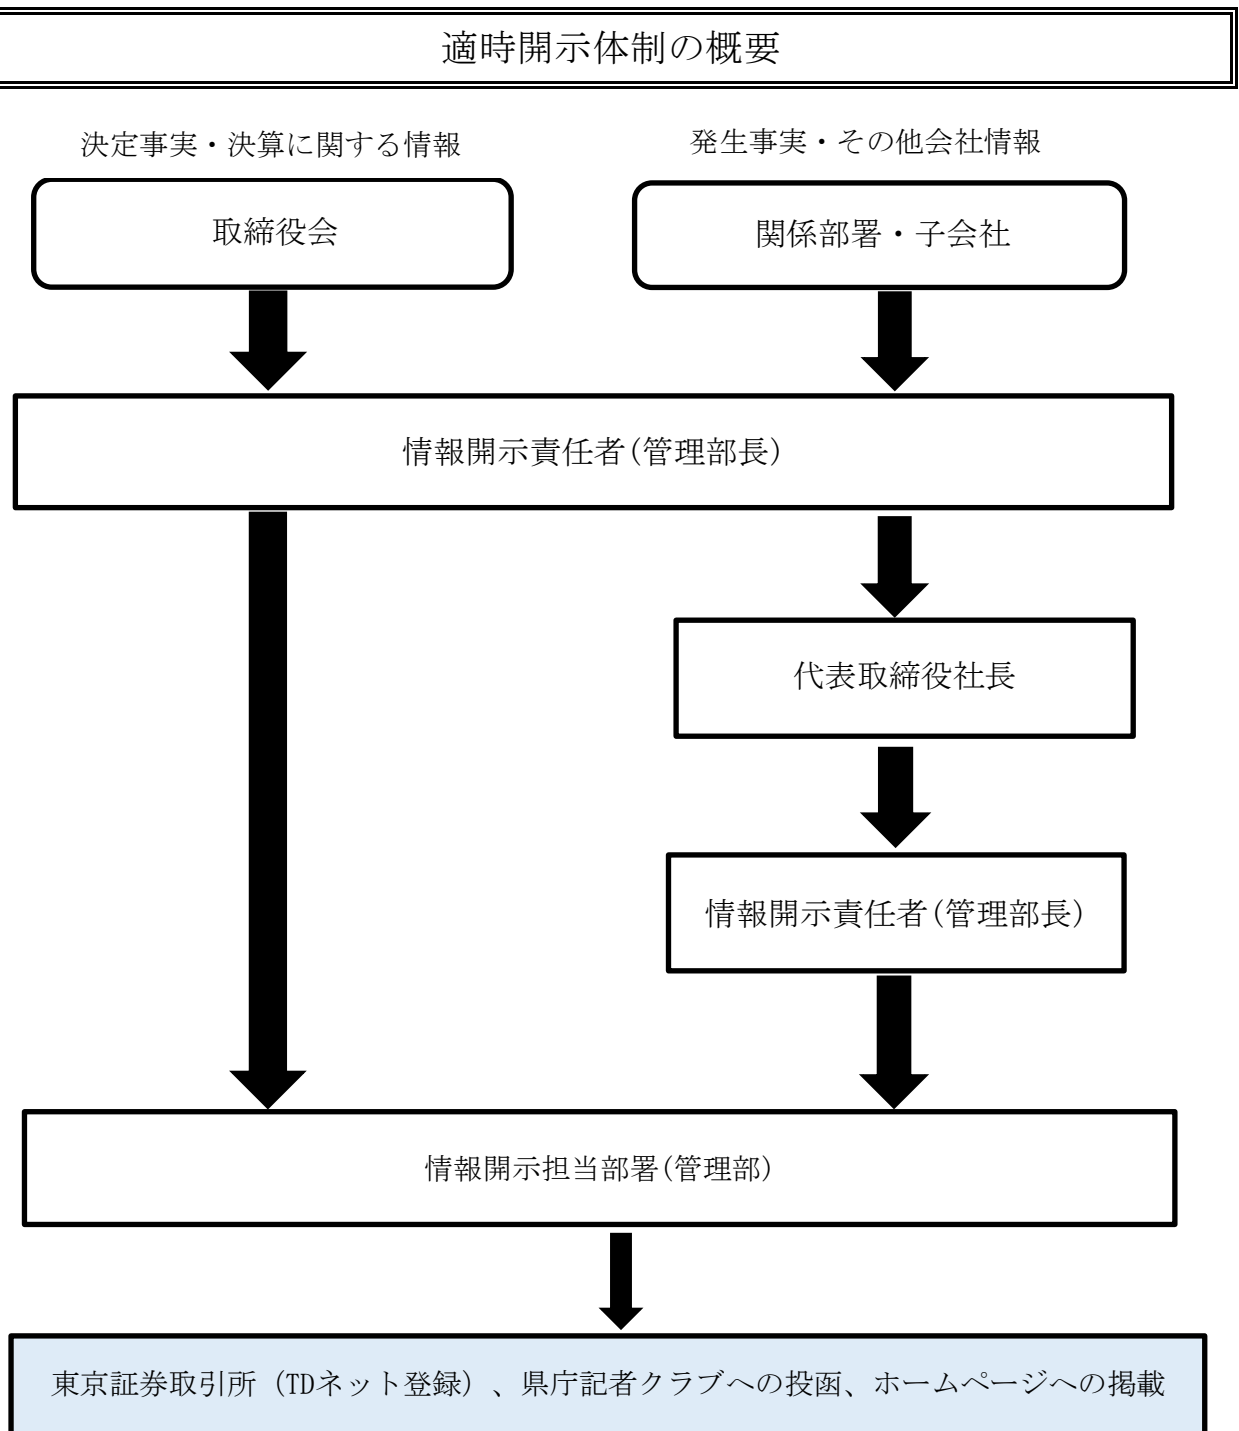 適時開示体制の概要
決定事実・決算に関する情報
発生事実・その他会社情報
取締役会
関係部署・子会社
情報開示責任者(管理部長)
代表取締役社長
情報開示責任者(管理部長)
情報開示担当部署(管理部)
東京証券取引所（TDネット登録）、県庁記者クラブへの投函、ホームページへの掲載